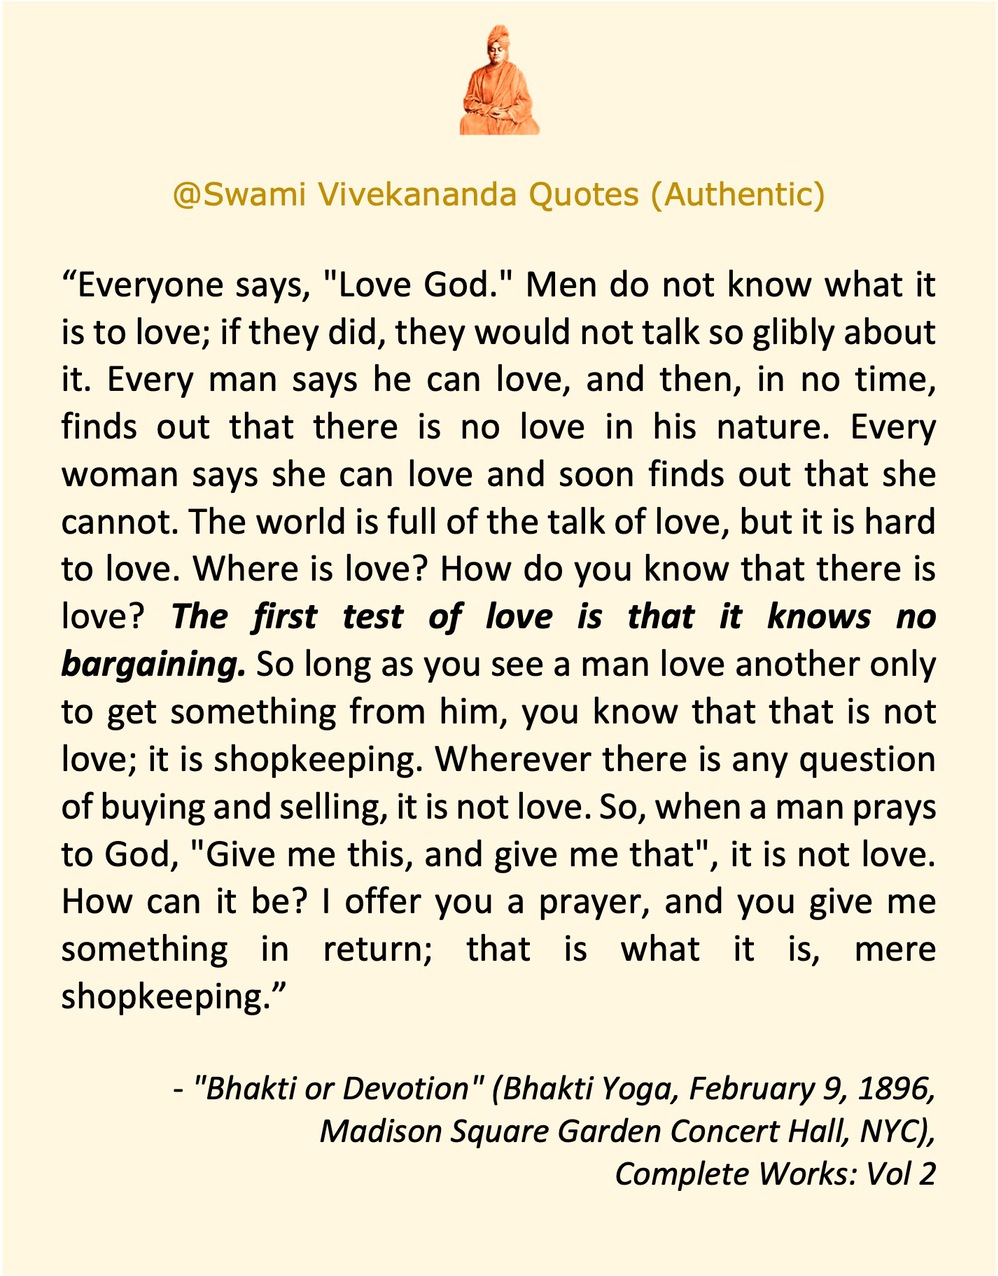 @Swami Vivekananda Quotes (Authentic)
“Everyone says, "Love God." Men do not know what it
is to love; if they did, they would not talk so glibly about
it. Every man says he can love, and then, in no time,
finds out that there is no love in his nature. Every
woman says she can love and soon finds out that she
cannot. The world is full of the talk of love, but it is hard
to love. Where is love? How do you know that there is
love? The first test of love is that it knows no
bargaining. So long as you see a man love another only
to get something from him, you know that that is not
love; it is shopkeeping. Wherever there is any question
of buying and selling, it is not love. So, when a man prays
to God, "Give me this, and give me that", it is not love.
How can it be? I offer you a prayer, and you give me
something in return; that is what it is, mere
shopkeeping.”
- "Bhakti or Devotion" (Bhakti Yoga, February 9, 1896,
Madison Square Garden Concert Hall, NYC),
Complete Works: Vol 2